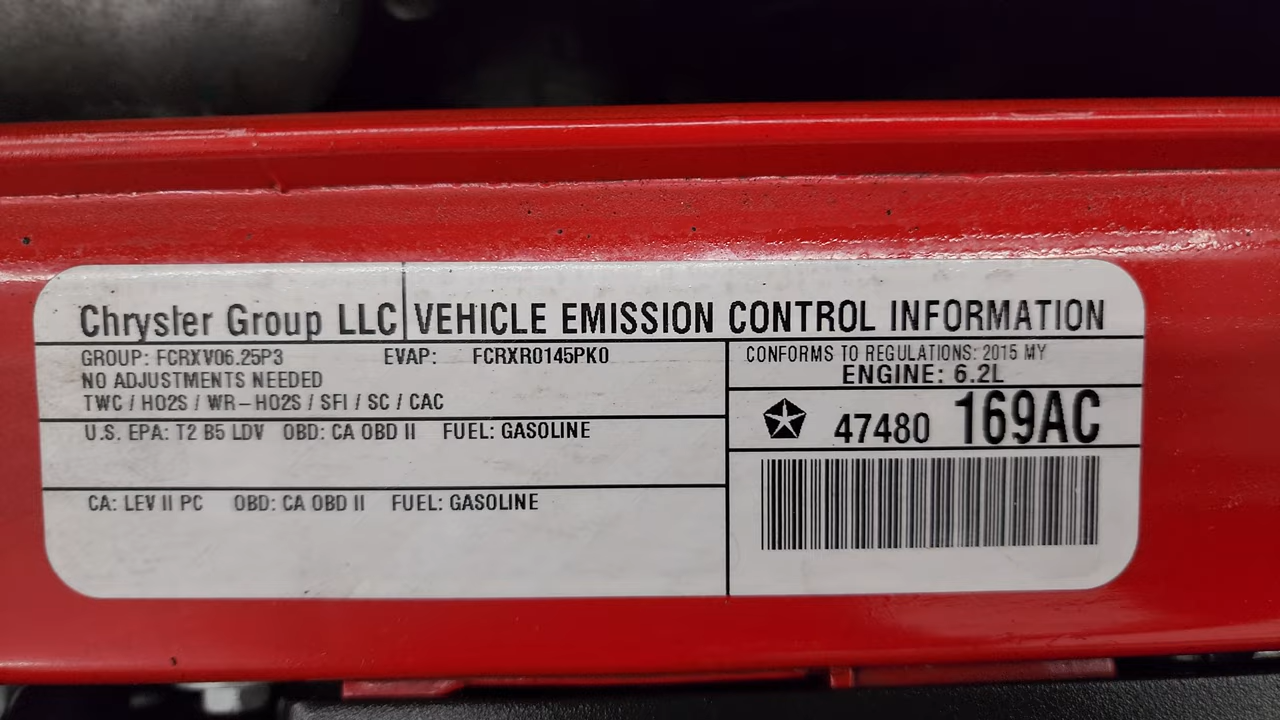 Chrysler Group LLC VEHICLE EMISSION CONTROL INFORMATION
GROUP: FCRXV06.25P3 EVAP: FCRXR0145PK0
NO ADJUSTMENTS NEEDED
TWC / HO2S / WR-HO2S / SFI / SC / CAC
U.S. EPA: T2 B5 LDV OBD: CA OBD II FUEL: GASOLINE
CA: LEV II PC OBD: CA OBD II FUEL: GASOLINE
CONFORMS TO REGULATIONS: 2015 MY
ENGINE: 6.2L
47480 169AC